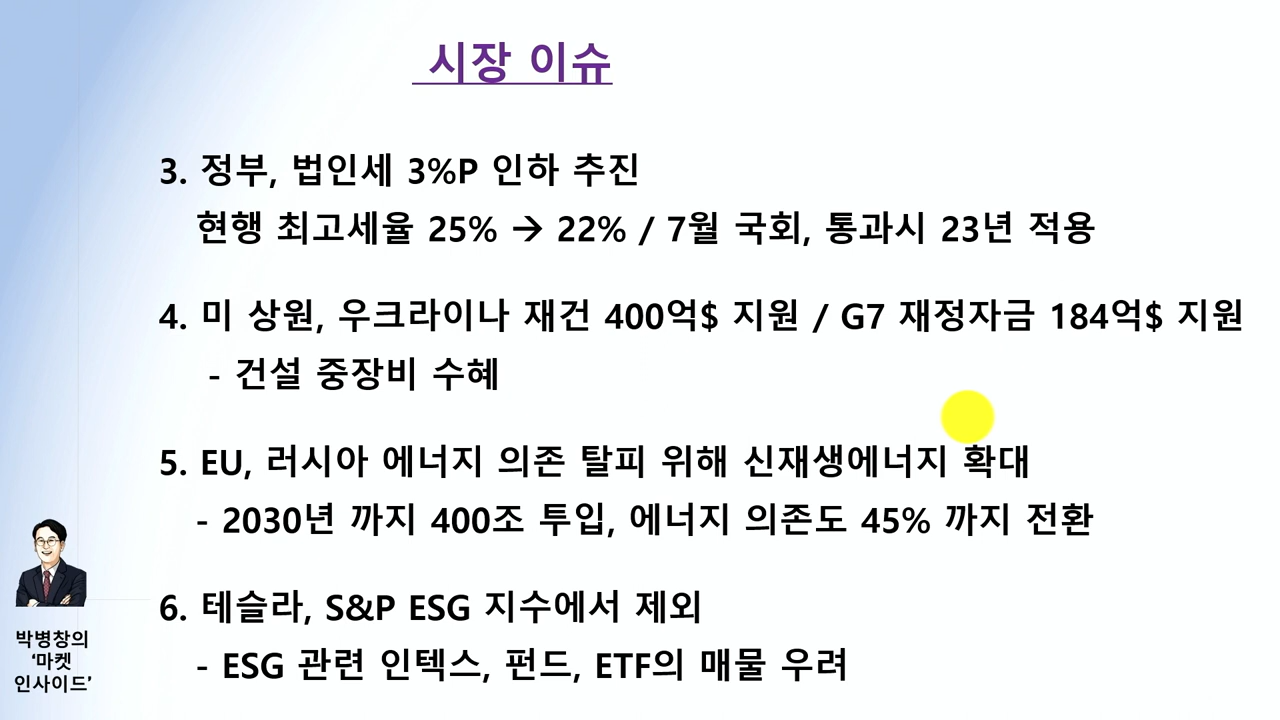 시장 이슈
3. 정부, 법인세 3%P 인하 추진
현행 최고세율 25% → 22% / 7월 국회, 통과시 23년 적용
4. 미 상원, 우크라이나 재건 400억$ 지원 / G7 재정자금 184억$ 지원
- 건설 중장비 수혜
5. EU, 러시아 에너지 의존 탈피 위해 신재생에너지 확대
- 2030년 까지 400조 투입, 에너지 의존도 45% 까지 전환
6. 테슬라, S&P ESG 지수에서 제외
- ESG 관련 인텍스, 펀드, ETF의 매물 우려
박병창의
‘마켓
인사이드’